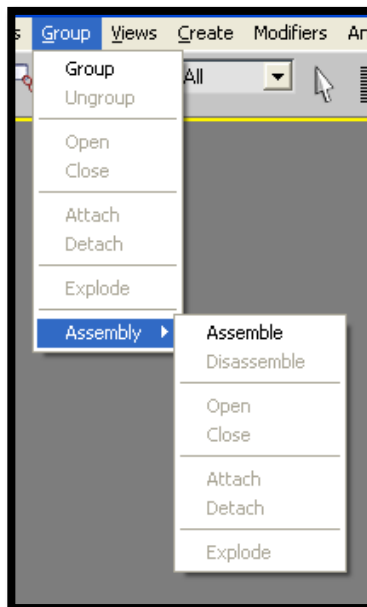 s Group Views Create Modifiers An
All
Group
Ungroup
Open
Close
Attach
Detach
Explode
Assembly
Assemble
Disassemble
Open
Close
Attach
Detach
Explode